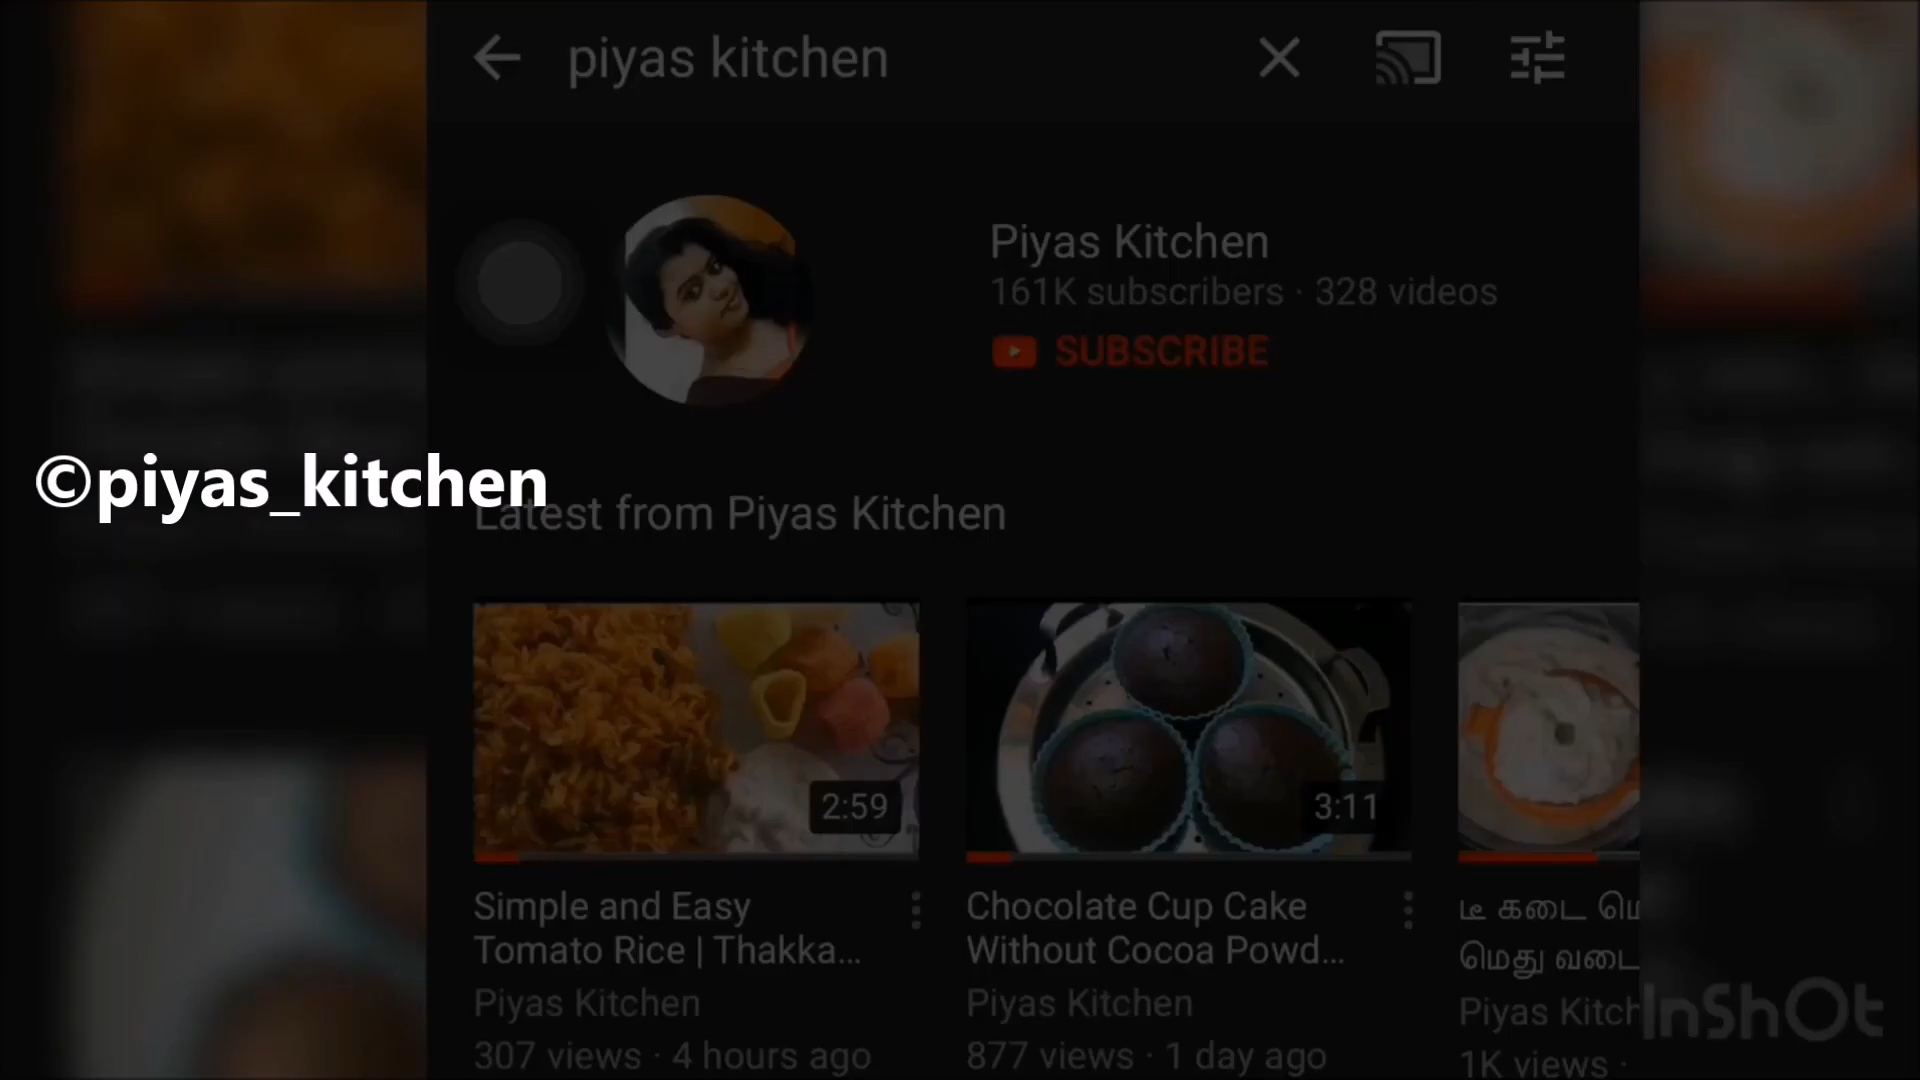 piyas kitchen
Piyas Kitchen
161K subscribers · 328 videos
SUBSCRIBE
©piyas_kitchen
Latest from Piyas Kitchen
2:59
3:11
Simple and Easy
Tomato Rice | Thakka...
Piyas Kitchen
307 views · 4 hours ago
Chocolate Cup Cake
Without Cocoa Powd...
Piyas Kitchen
877 views · 1 day ago
டீ கடை
மெது வடை
Piyas Kitch
1K views ·
InShOt